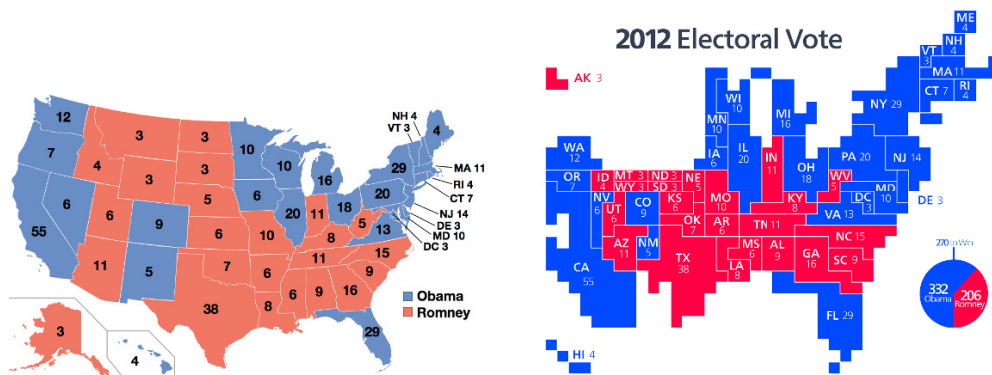 NH 4
VT 3
12
3
3
4
10
7
4
3
10
29
MA 11
3
16
RI 4
5
6
20
CT 7
6
6
9
20
11
18
5
13
NJ 14
DE 3
MD 10
DC 3
55
6
10
8
15
11
5
7
6
11
9
6
9
16
38
8
29
Obama
Romney
3
4
2012 Electoral Vote
AK 3
ME
4
NH
4
VT
3
MA 11
CT 7
RI
4
NY 29
WI
10
MN
10
MI
16
IA
6
IL
20
IN
11
OH
18
PA 20
NJ 14
WA
12
OR
7
ID
4
MT 3
ND 3
WY 3
SD 3
NE
5
WV
5
MD
10
DC
3
DE 3
NV
6
UT
6
CO
9
KS
6
MO
10
KY
8
VA 13
OK
7
AR
6
TN 11
NC 15
AZ
11
NM
5
MS
6
AL
9
GA
16
SC 9
CA
55
TX
38
LA
8
FL 29
HI 4
270 to Win
332
Obama
206
Romney